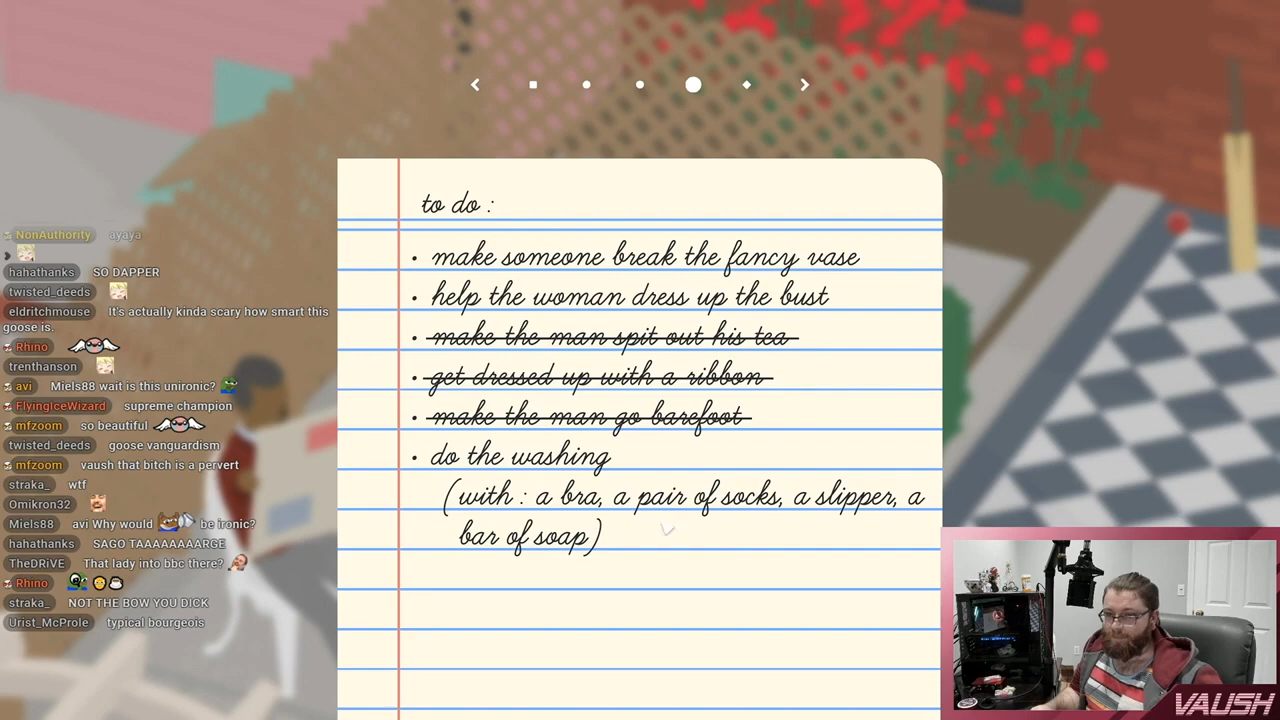 to do :
• make someone break the fancy vase
• help the woman dress up the bust
• make the man spit out his tea
• get dressed up with a ribbon
• make the man go barefoot
• do the washing
(with : a bra, a pair of socks, a slipper, a
bar of soap)
NonAuthority ayaya
hahathanks SO DAPPER
twisted_deeds
eldritchmouse It's actually kinda scary how smart this
goose is.
Rhino
trenthanson
avi Miels88 wait is this unironic?
FlyingIceWizard supreme champion
mfzoom so beautiful
twisted_deeds goose vanguardism
mfzoom vaush that bitch is a pervert
straka_ wtf
Omikron32
Miels88 avi Why would be ironic?
hahathanks SAGO TAAAAAAARGE
TheDRiVE That lady into bbc there?
Rhino
straka_ NOT THE BOW YOU DICK
Urist_McProle typical bourgeois
VAUSH